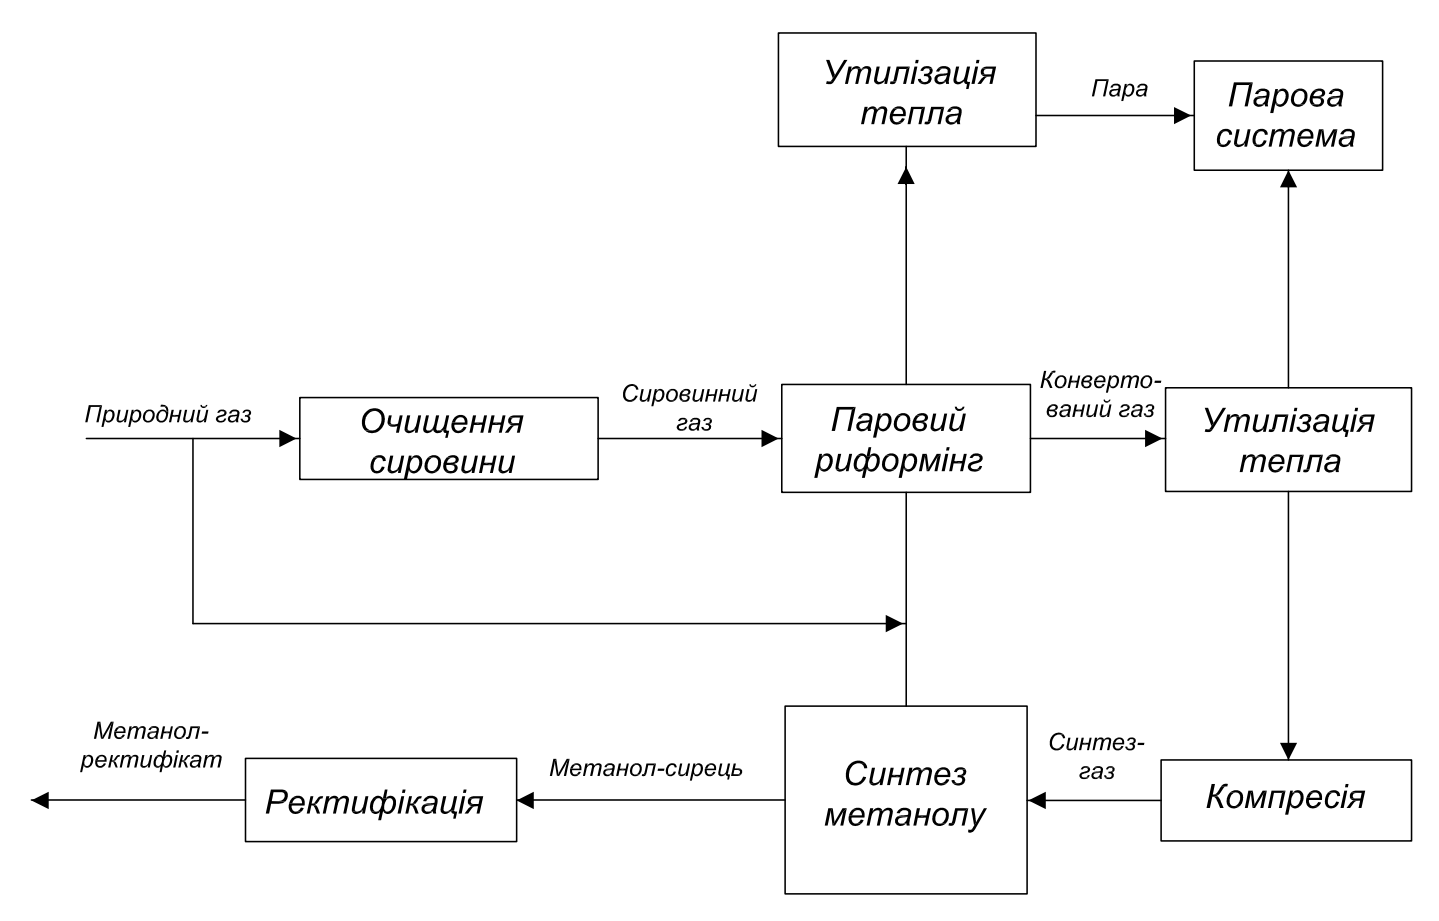 Утилізація
тепла
Пара
Парова
система
Природний газ
Очищення
сировини
Сировинний
газ
Паровий
риформінг
Конверто-
ваний газ
Утилізація
тепла
Метанол-
ректифікат
Ректифікація
Метанол-сирець
Синтез
метанолу
Синтез-
газ
Компресія